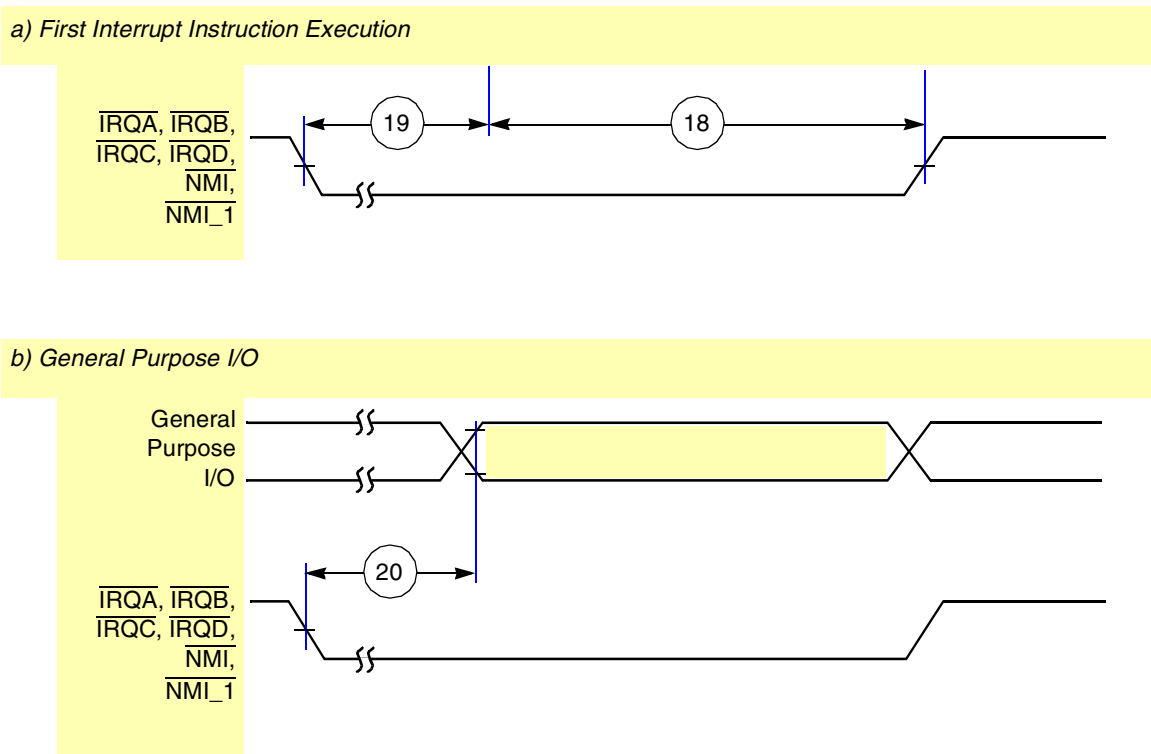 a) First Interrupt Instruction Execution
IRQA, IRQB,
IRQC, IRQD,
NMI,
NMI_1
19
18
b) General Purpose I/O
General
Purpose
I/O
20
IRQA, IRQB,
IRQC, IRQD,
NMI,
NMI_1